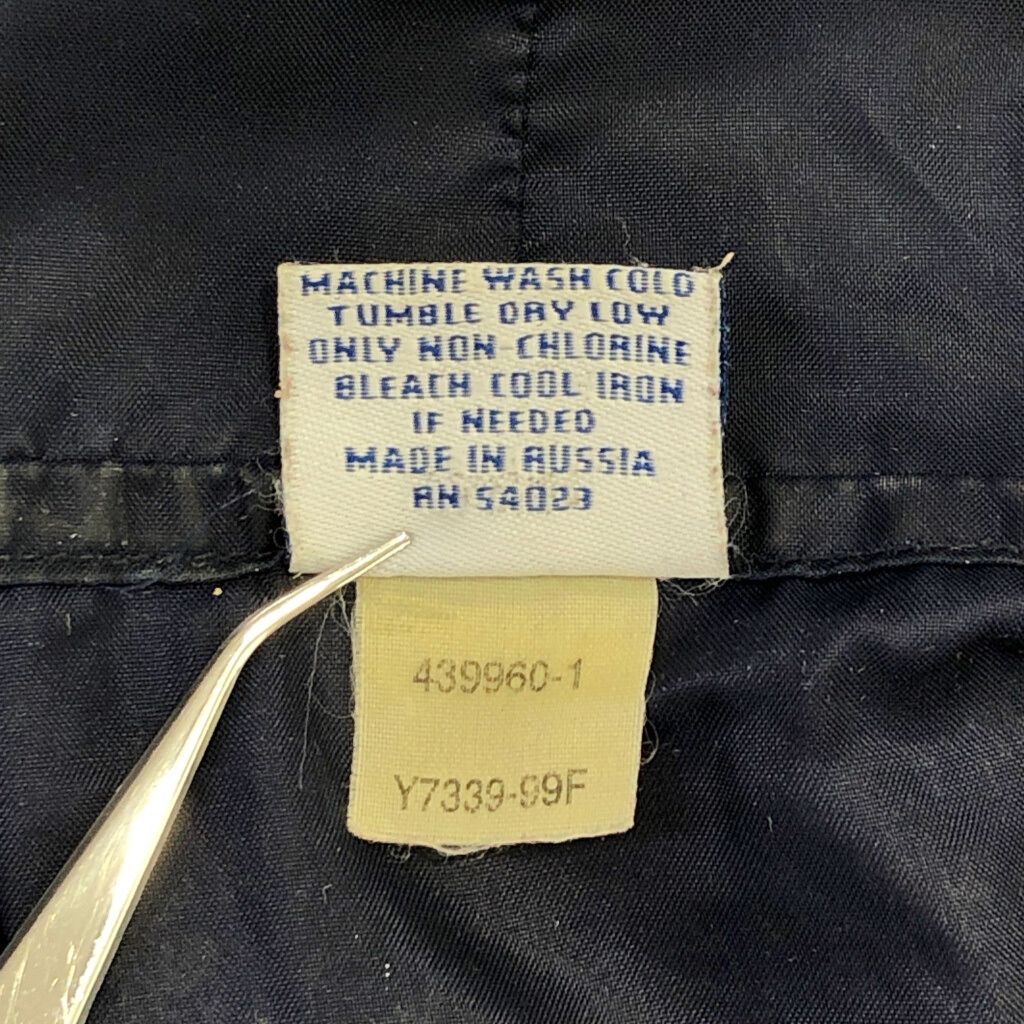 MACHINE WASH COLD
TUMBLE DRY LOW
ONLY NON-CHLORINE
BLEACH COOL IRON
IF NEEDED
MADE IN RUSSIA
RN 54023
439960-1
Y7339-99F